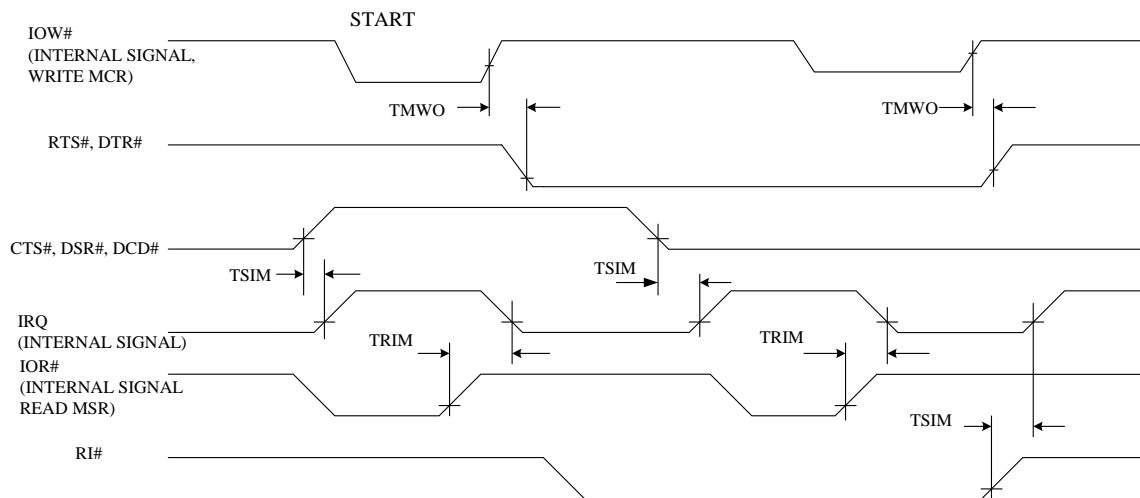 START
IOW#
(INTERNAL SIGNAL,
WRITE MCR)
TMWO
TMWO
RTS#, DTR#
CTS#, DSR#, DCD#
TSIM
TSIM
IRQ
(INTERNAL SIGNAL)
TRIM
TRIM
IOR#
(INTERNAL SIGNAL
READ MSR)
TSIM
RI#